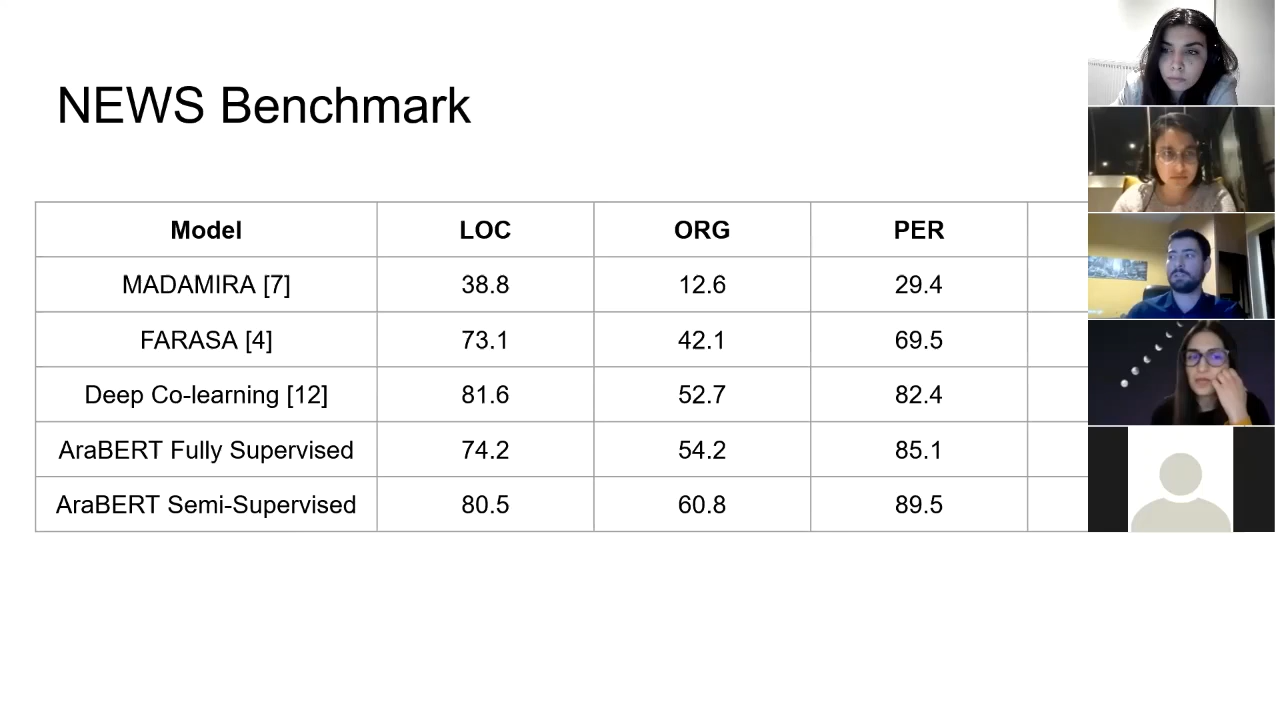 NEWS Benchmark
Model LOC ORG PER
MADAMIRA [7] 38.8 12.6 29.4
FARASA [4] 73.1 42.1 69.5
Deep Co-learning [12] 81.6 52.7 82.4
AraBERT Fully Supervised 74.2 54.2 85.1
AraBERT Semi-Supervised 80.5 60.8 89.5